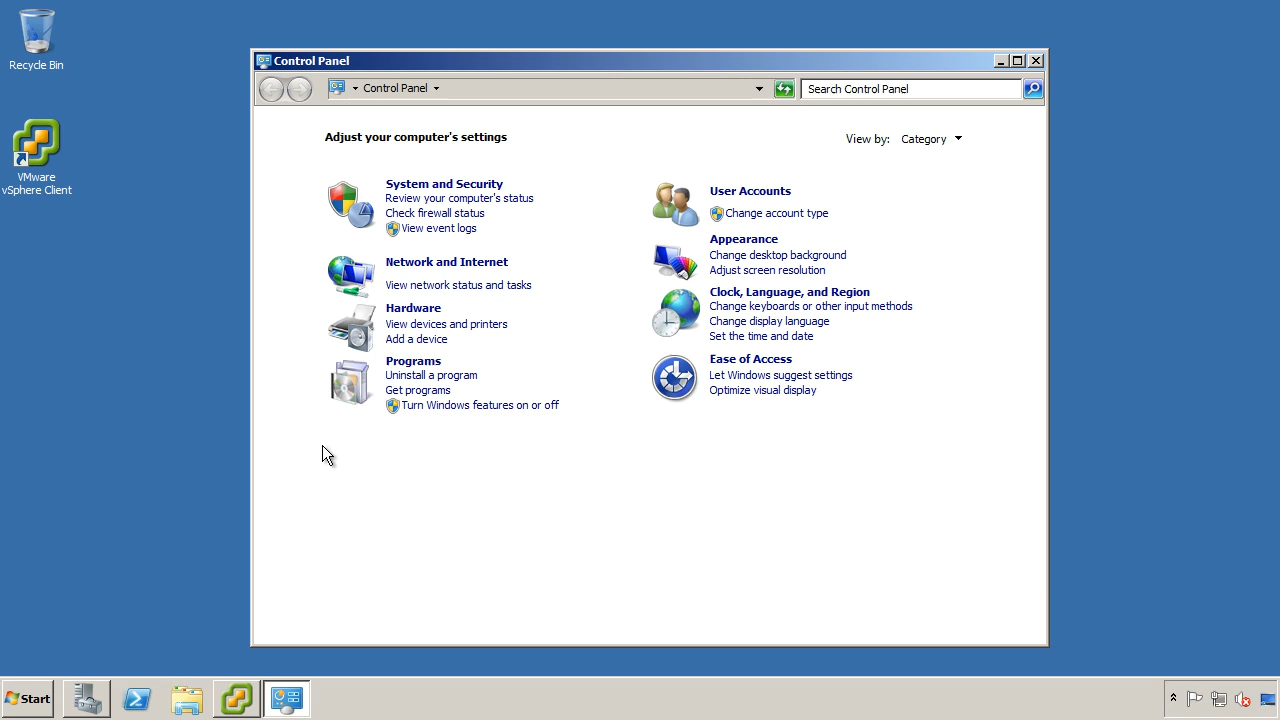 Recycle Bin
VMware
vSphere Client
Control Panel
Control Panel
Search Control Panel
Adjust your computer's settings
View by: Category
System and Security
Review your computer's status
Check firewall status
View event logs
Network and Internet
View network status and tasks
Hardware
View devices and printers
Add a device
Programs
Uninstall a program
Get programs
Turn Windows features on or off
User Accounts
Change account type
Appearance
Change desktop background
Adjust screen resolution
Clock, Language, and Region
Change keyboards or other input methods
Change display language
Set the time and date
Ease of Access
Let Windows suggest settings
Optimize visual display
Start